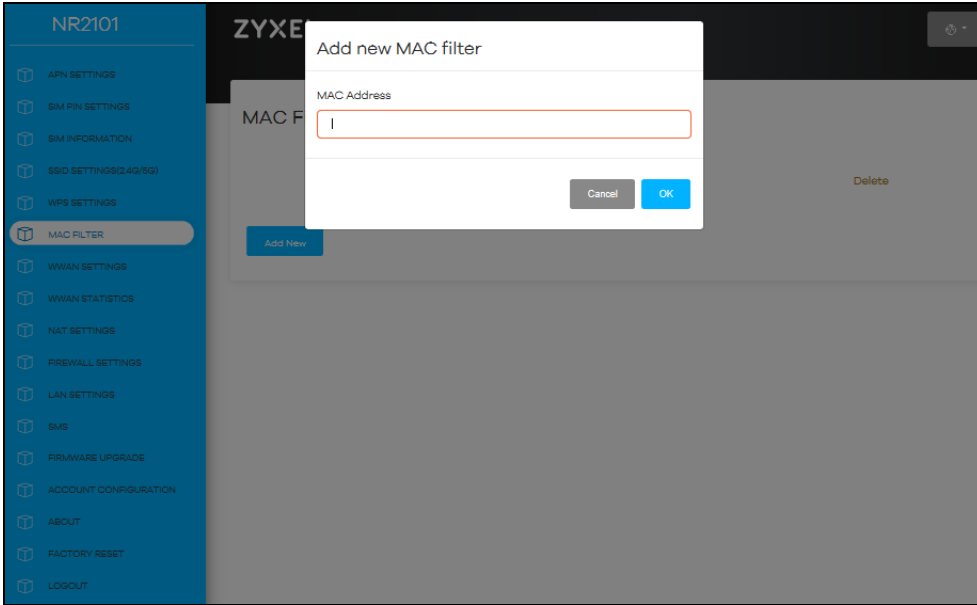 NR2101
APN SETTINGS
SIM PIN SETTINGS
SIM INFORMATION
SSID SETTINGS(2.4G/5G)
WPS SETTINGS
MAC FILTER
WWAN SETTINGS
WWAN STATISTICS
NAT SETTINGS
FIREWALL SETTINGS
LAN SETTINGS
SMS
FIRMWARE UPGRADE
ACCOUNT CONFIGURATION
ABOUT
FACTORY RESET
LOGOUT
ZYXE
MAC F
Delete
Add New
Add new MAC filter
MAC Address
Cancel OK